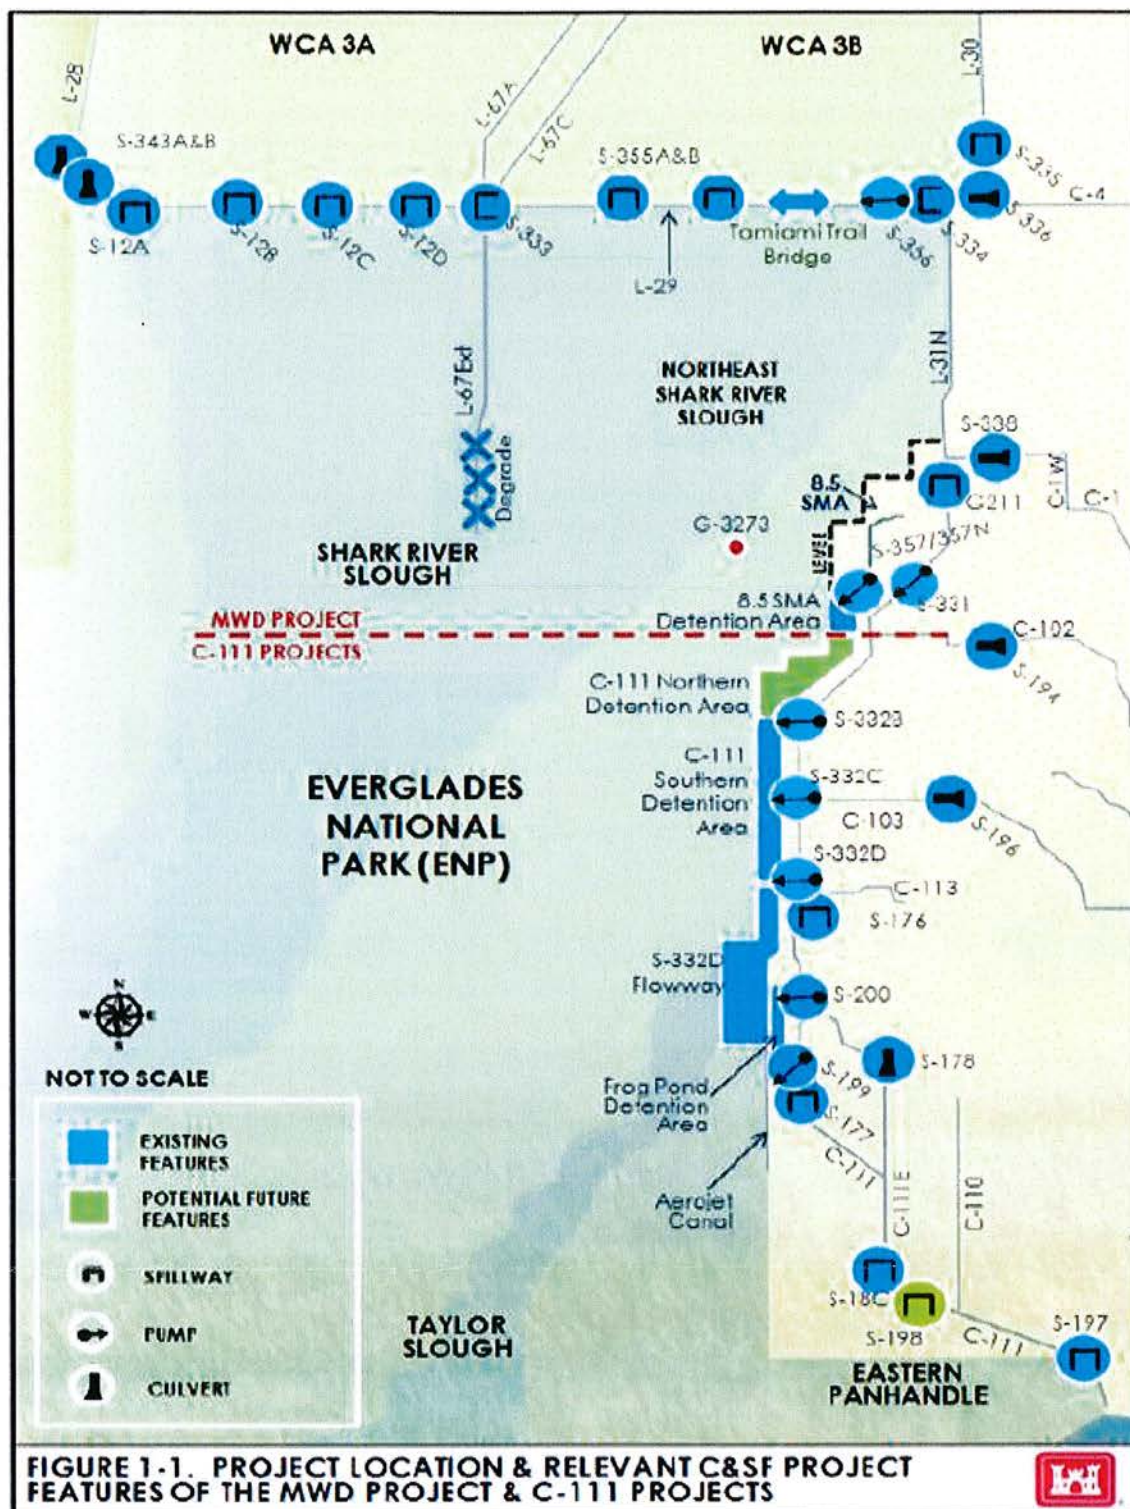 WCA 3A
WCA 3B
L-28
L-67A
L-67C
L-30
S-343A&B
S-355A&B
S-335
C-4
S-12A
S-12B
S-12C
S-12D
S-333
Tamiami Trail
Bridge
S-356
S-334
S-336
L-29
L-67Ext
Degrade
NORTHEAST
SHARK RIVER
SLOUGH
L-31N
S-338
8.5
SMA
G211
C-1W
C-1
G-3273
LEVEE
S-357/357N
SHARK RIVER
SLOUGH
8.5 SMA
Detention Area
S-331
MWD PROJECT
C-111 PROJECTS
C-102
S-194
C-111 Northern
Detention Area
S-332B
C-111
Southern
Detention
Area
S-332C
C-103
S-196
EVERGLADES
NATIONAL
PARK (ENP)
S-332D
C-113
S-176
S-332D
Flowway
S-200
N
W E
S
NOT TO SCALE
S-178
S-199
Frog Pond
Detention
Area
S-177
C-111
Aerojet
Canal
C-111E
C-110
EXISTING
FEATURES
POTENTIAL FUTURE
FEATURES
SPILLWAY
PUMP
CULVERT
S-18C
S-198
C-111
S-197
TAYLOR
SLOUGH
EASTERN
PANHANDLE
FIGURE 1-1. PROJECT LOCATION & RELEVANT C&SF PROJECT
FEATURES OF THE MWD PROJECT & C-111 PROJECTS